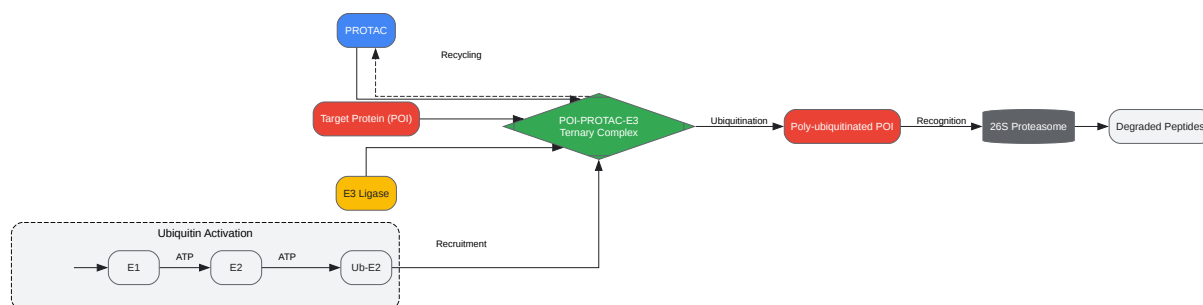 PROTAC
Recycling
Target Protein (POI)
POI-PROTAC-E3
Ternary Complex
Ubiquitination
Poly-ubiquitinated POI
Recognition
26S Proteasome
Degraded Peptides
E3 Ligase
Ubiquitin Activation
Recruitment
E1
ATP
E2
ATP
Ub-E2